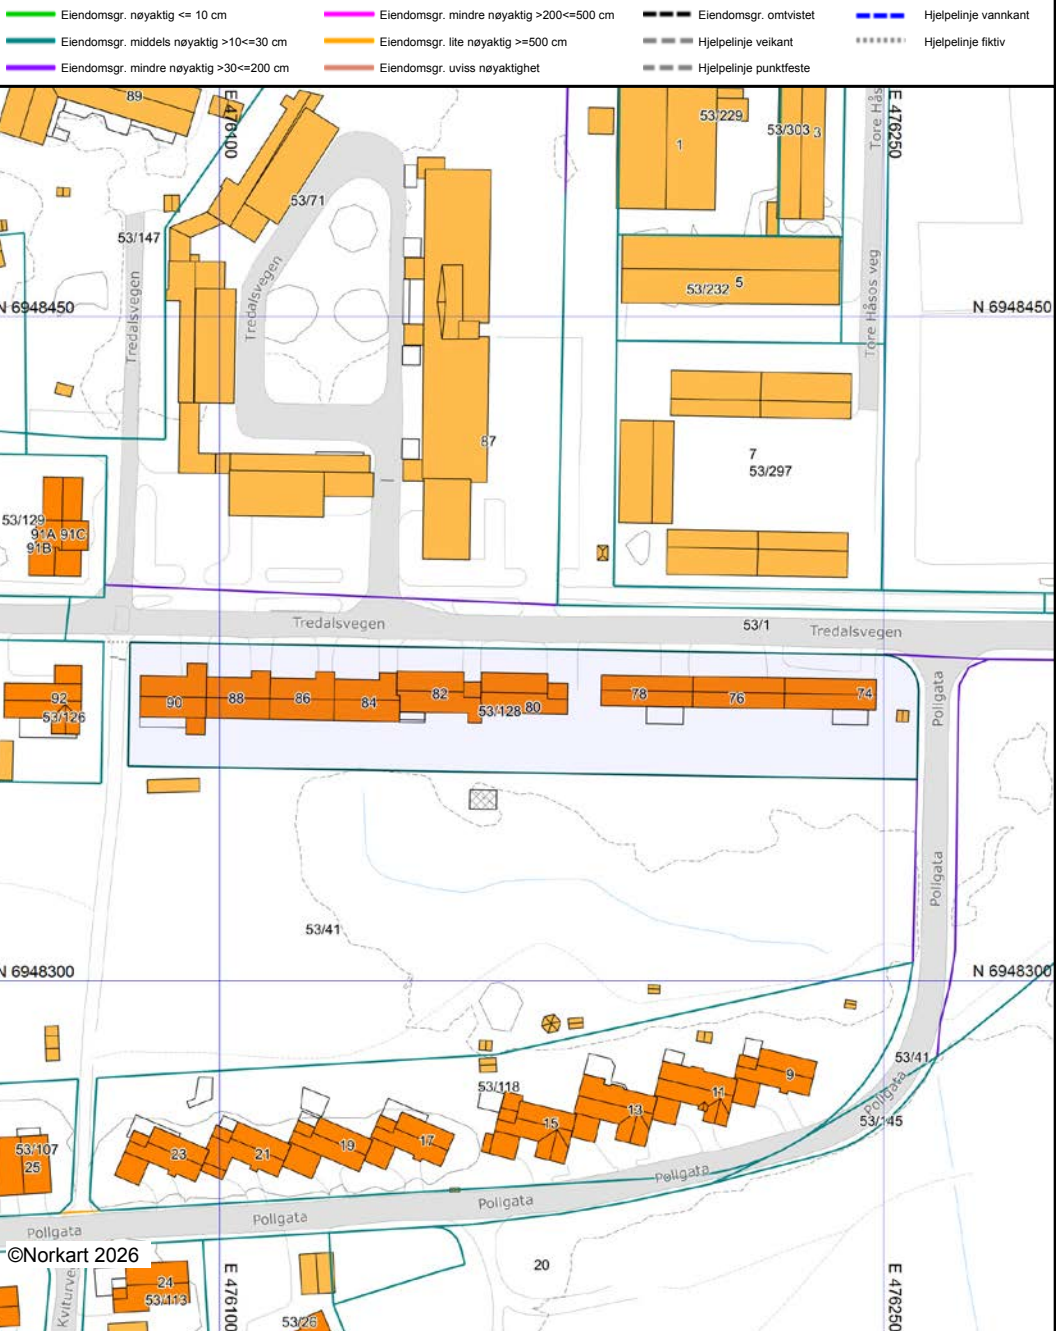 Eiendomsgr. nøyaktig <= 10 cm
Eiendomsgr. mindre nøyaktig >200<=500 cm
Eiendomsgr. omtvistet
Hjelpelinje vannkant
Eiendomsgr. middels nøyaktig >10<=30 cm
Eiendomsgr. lite nøyaktig >=500 cm
Hjelpelinje veikant
Hjelpelinje fiktiv
Eiendomsgr. mindre nøyaktig >30<=200 cm
Eiendomsgr. uviss nøyaktighet
Hjelpelinje punktfeste
89
E 476100
53/229
53/303 3
1
Tore Hås
E 476250
53/71
53/147
Tredalsvegen
Tredalsvegen
5
53/232
Tore Håsos veg
N 6948450
N 6948450
87
7
53/297
53/129
91A 91C
91B
Tredalsvegen
53/1
Tredalsvegen
92
53/126
90
88
86
84
82
53/128
80
78
76
74
Pollgata
Pollgata
53/41
N 6948300
N 6948300
53/41
53/118
9
11
13
15
17
19
21
23
Pollgata
53/145
53/107
25
Pollgata
Pollgata
Pollgata
Pollgata
©Norkart 2026
24
53/113
Kviturve
E 476100
53/26
20
E 476250